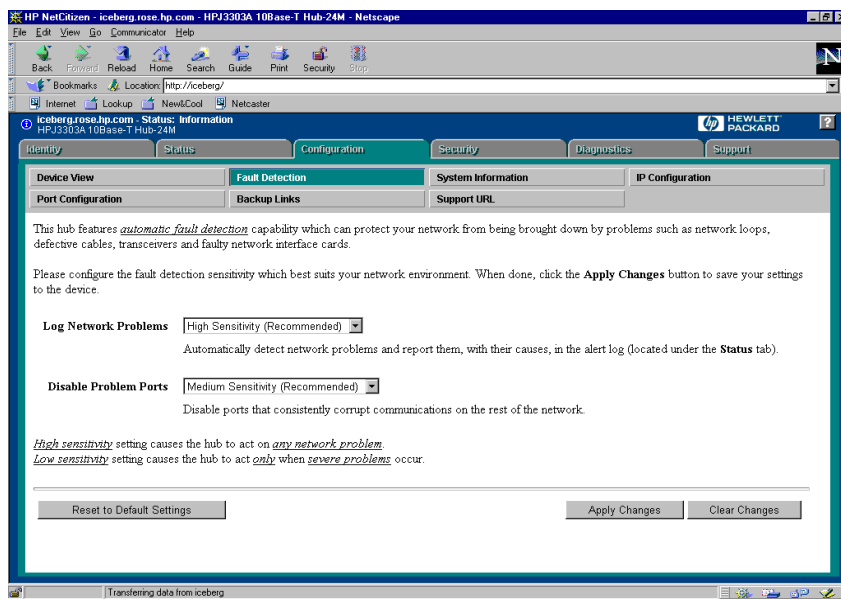 HP NetCitizen - iceberg.rose.hp.com - HPJ3303A 10Base-T Hub-24M - Netscape
File Edit View Go Communicator Help
Back Forward Reload Home Search Guide Print Security Stop
Bookmarks Location: http://iceberg/
Internet Lookup New&Cool Netcaster
iceberg.rose.hp.com - Status: Information
HPJ3303A 10Base-T Hub-24M
hp HEWLETT
PACKARD
?
Identity Status Configuration Security Diagnostics Support
Device View Fault Detection System Information IP Configuration
Port Configuration Backup Links Support URL
This hub features automatic fault detection capability which can protect your network from being brought down by problems such as network loops,
defective cables, transceivers and faulty network interface cards.
Please configure the fault detection sensitivity which best suits your network environment. When done, click the Apply Changes button to save your settings
to the device.
Log Network Problems High Sensitivity (Recommended)
Automatically detect network problems and report them, with their causes, in the alert log (located under the Status tab).
Disable Problem Ports Medium Sensitivity (Recommended)
Disable ports that consistently corrupt communications on the rest of the network.
High sensitivity setting causes the hub to act on any network problem.
Low sensitivity setting causes the hub to act only when severe problems occur.
Reset to Default Settings Apply Changes Clear Changes
Transferring data from iceberg